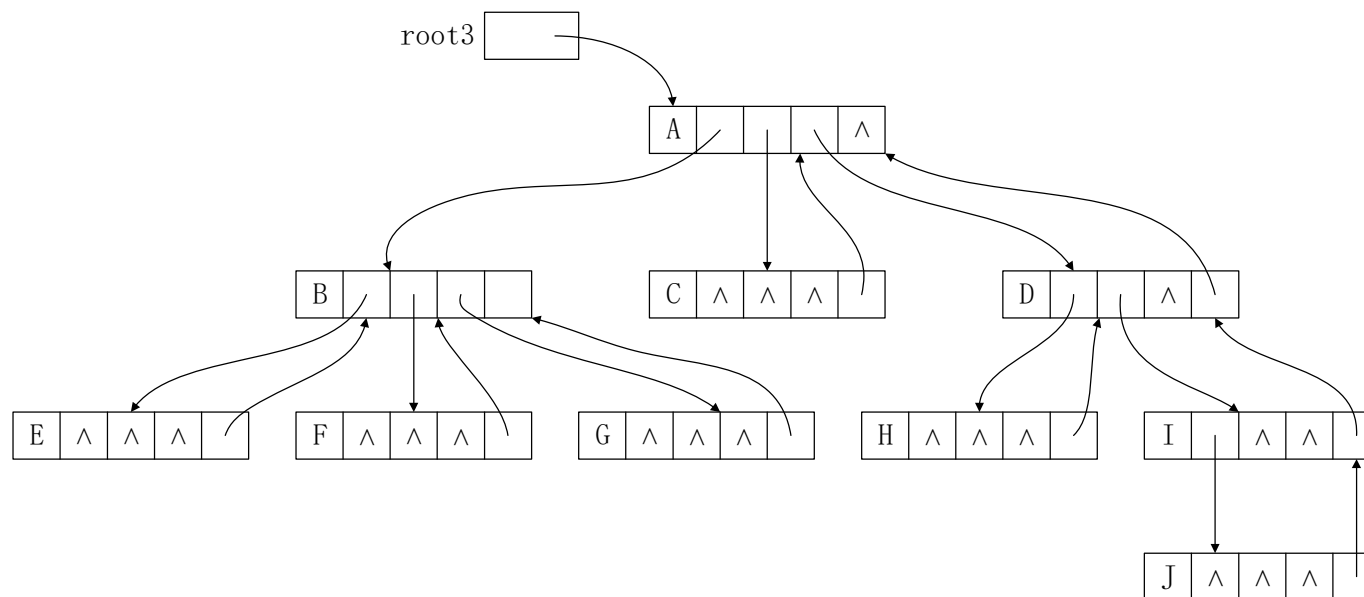 root3
A ∧
B C ∧ ∧ ∧ D ∧
E ∧ ∧ ∧ F ∧ ∧ ∧ G ∧ ∧ ∧ H ∧ ∧ ∧ I ∧ ∧
J ∧ ∧ ∧